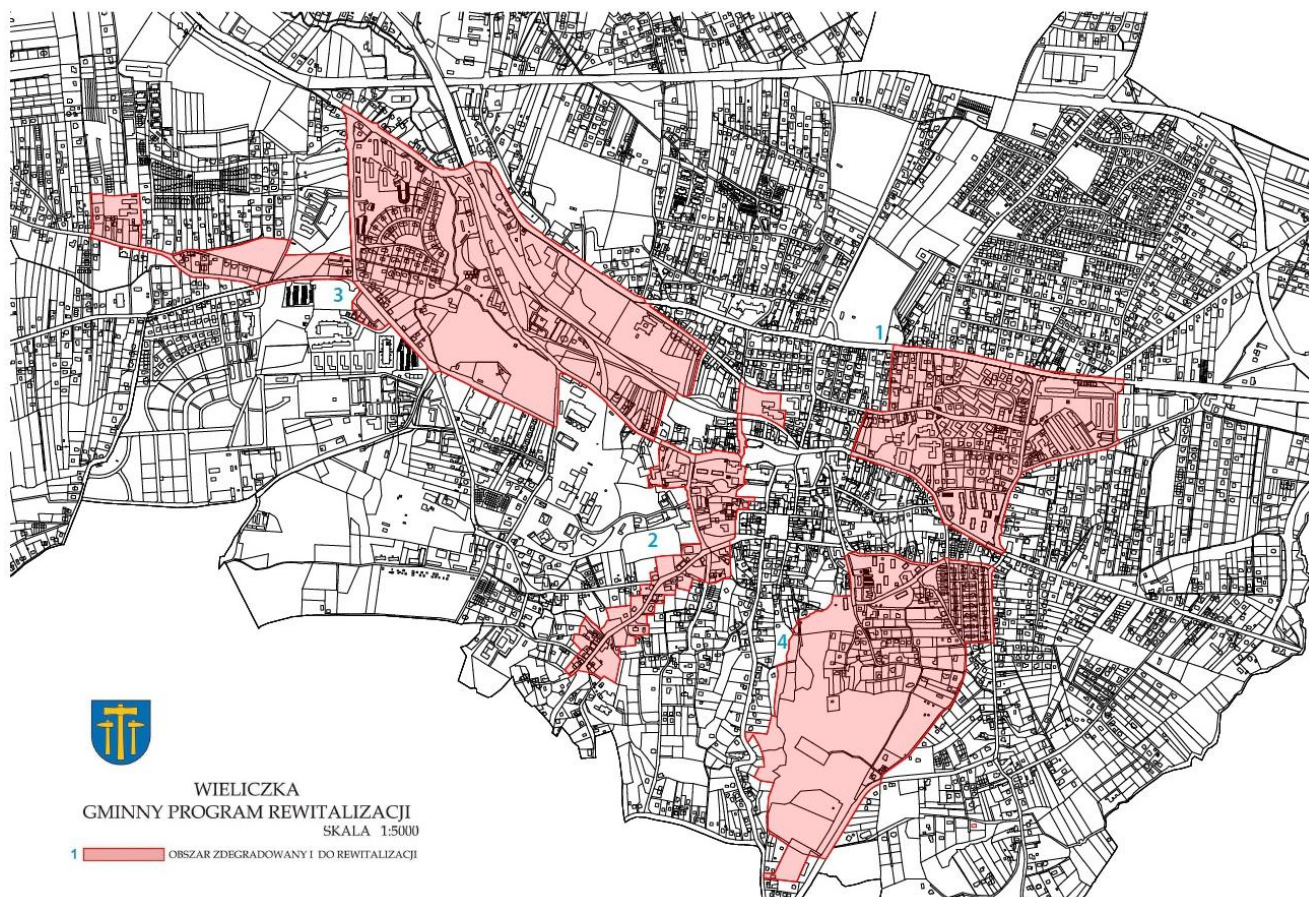 1
3
2
4
WIELICZKA
GMINNY PROGRAM REWITALIZACJI
SKALA 1:5000
1 OBSZAR ZDEGRADOWANY I DO REWITALIZACJI